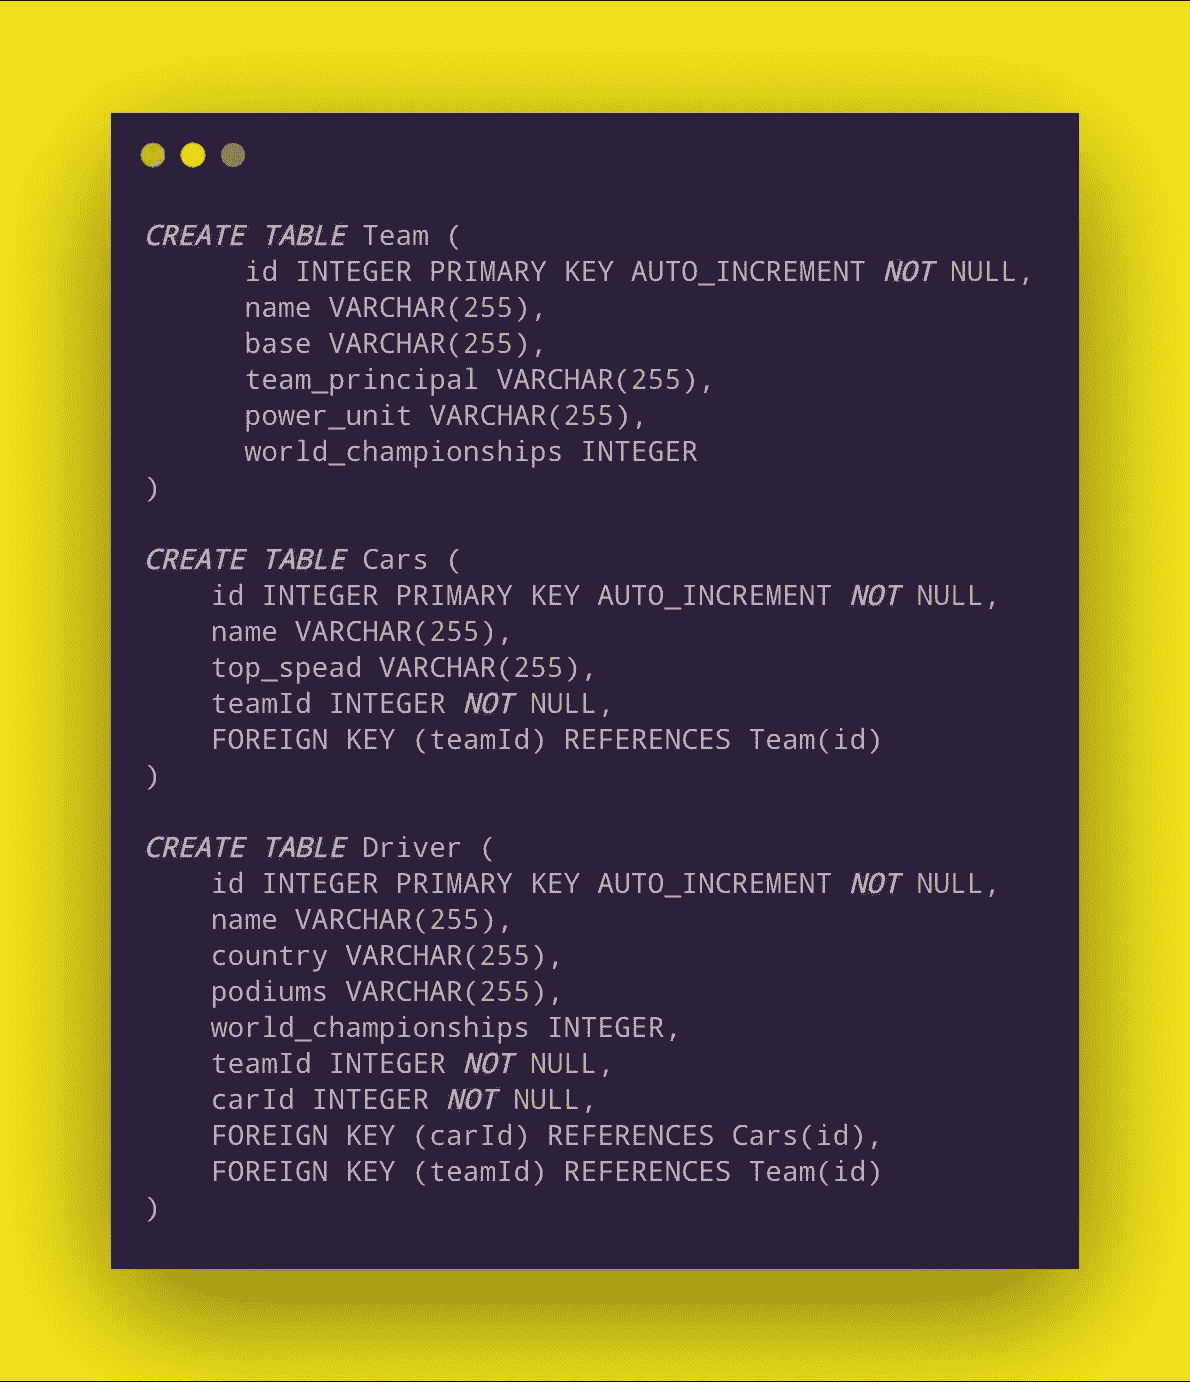 CREATE TABLE Team (
id INTEGER PRIMARY KEY AUTO_INCREMENT NOT NULL,
name VARCHAR(255),
base VARCHAR(255),
team_principal VARCHAR(255),
power_unit VARCHAR(255),
world_championships INTEGER
)
CREATE TABLE Cars (
id INTEGER PRIMARY KEY AUTO_INCREMENT NOT NULL,
name VARCHAR(255),
top_spead VARCHAR(255),
teamId INTEGER NOT NULL,
FOREIGN KEY (teamId) REFERENCES Team(id)
)
CREATE TABLE Driver (
id INTEGER PRIMARY KEY AUTO_INCREMENT NOT NULL,
name VARCHAR(255),
country VARCHAR(255),
podiums VARCHAR(255),
world_championships INTEGER,
teamId INTEGER NOT NULL,
carId INTEGER NOT NULL,
FOREIGN KEY (carId) REFERENCES Cars(id),
FOREIGN KEY (teamId) REFERENCES Team(id)
)